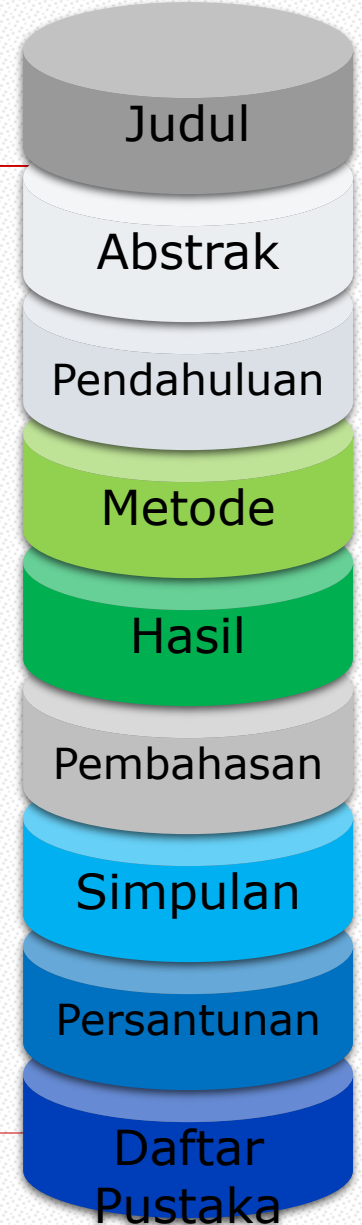 Judul
Abstrak
Pendahuluan
Metode
Hasil
Pembahasan
Simpulan
Persantunan
Daftar
Pustaka